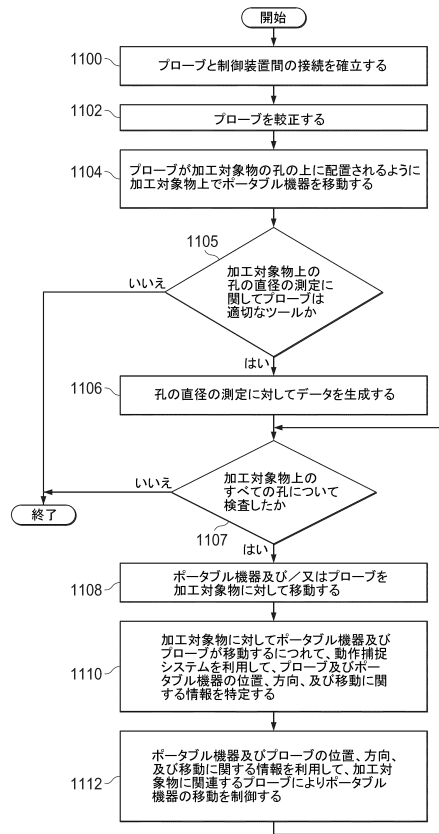 開始
1100
プローブと制御装置間の接続を確立する
1102
プローブを較正する
1104
プローブが加工対象物の孔の上に配置されるように
加工対象物上でポータブル機器を移動する
1105
いいえ
加工対象物上の
孔の直径の測定に
関してプローブは
適切なツールか
はい
1106
孔の直径の測定に対してデータを生成する
いいえ
加工対象物上の
すべての孔について
検査したか
終了
1107
はい
1108
ポータブル機器及び／又はプローブを
加工対象物に対して移動する
1110
加工対象物に対してポータブル機器及び
プローブが移動するにつれて、動作捕捉
システムを利用して、プローブ及びポー
タブル機器の位置、方向、及び移動に関
する情報を特定する
1112
ポータブル機器及びプローブの位置、方向、
及び移動に関する情報を利用して、加工対
象物に関連するプローブによりポータブル
機器の移動を制御する